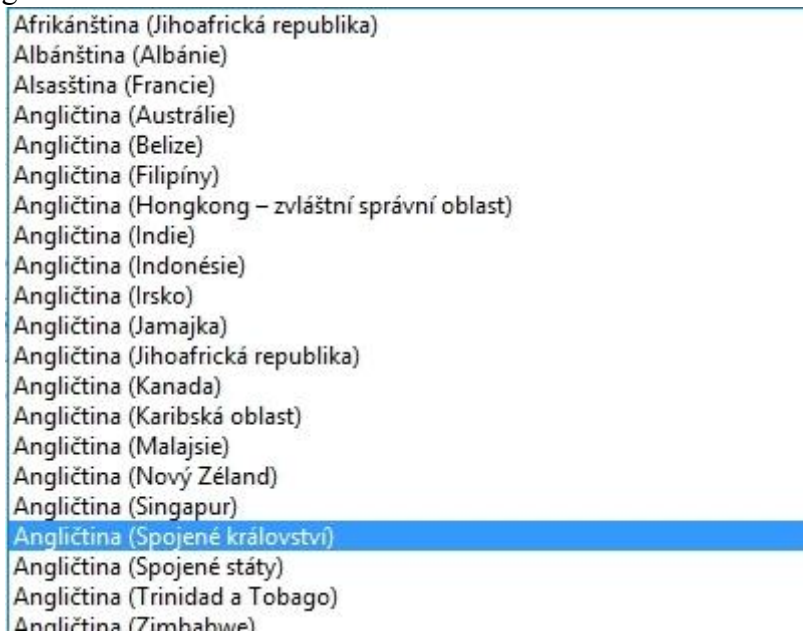 g
Afrikánština (Jihoafrická republika)
Albánština (Albánie)
Alsasština (Francie)
Angličtina (Austrálie)
Angličtina (Belize)
Angličtina (Filipíny)
Angličtina (Hongkong – zvláštní správní oblast)
Angličtina (Indie)
Angličtina (Indonésie)
Angličtina (Irsko)
Angličtina (Jamajka)
Angličtina (Jihoafrická republika)
Angličtina (Kanada)
Angličtina (Karibská oblast)
Angličtina (Malajsie)
Angličtina (Nový Zéland)
Angličtina (Singapur)
Angličtina (Spojené království)
Angličtina (Spojené státy)
Angličtina (Trinidad a Tobago)
Angličtina (Zimbabwe)